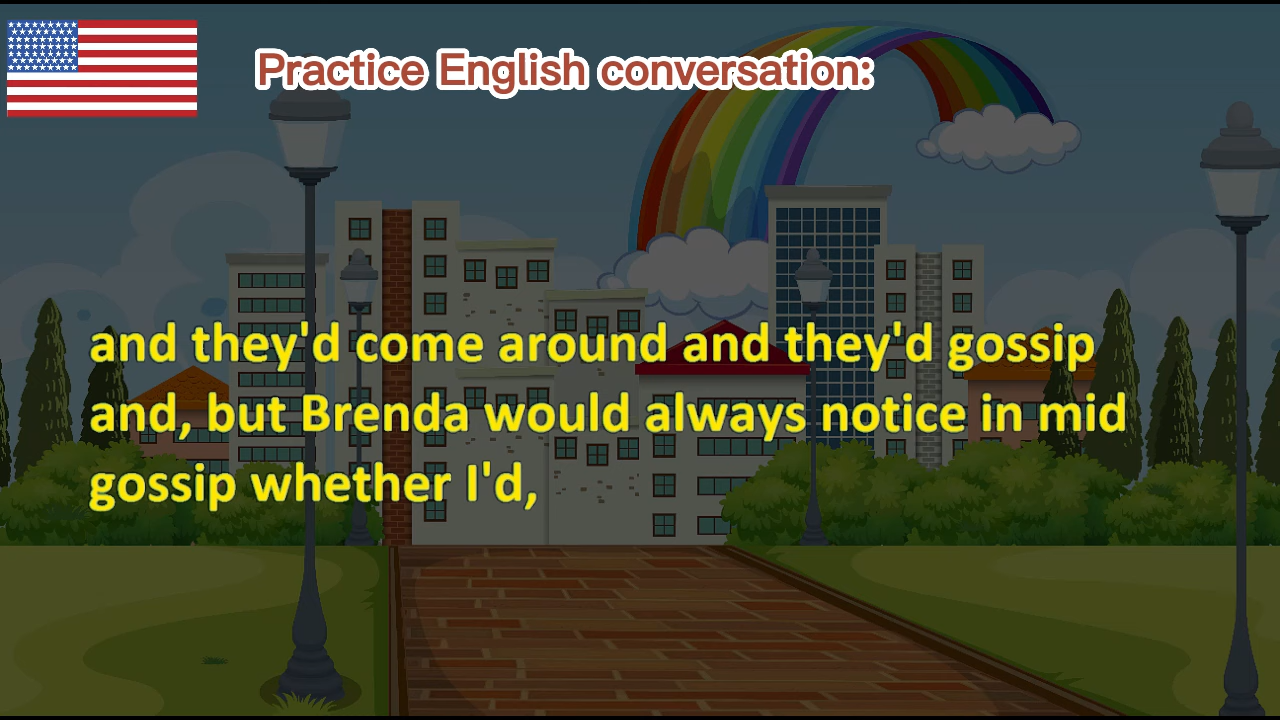 Practice English conversation:
and they'd come around and they'd gossip
and, but Brenda would always notice in mid
gossip whether I'd,